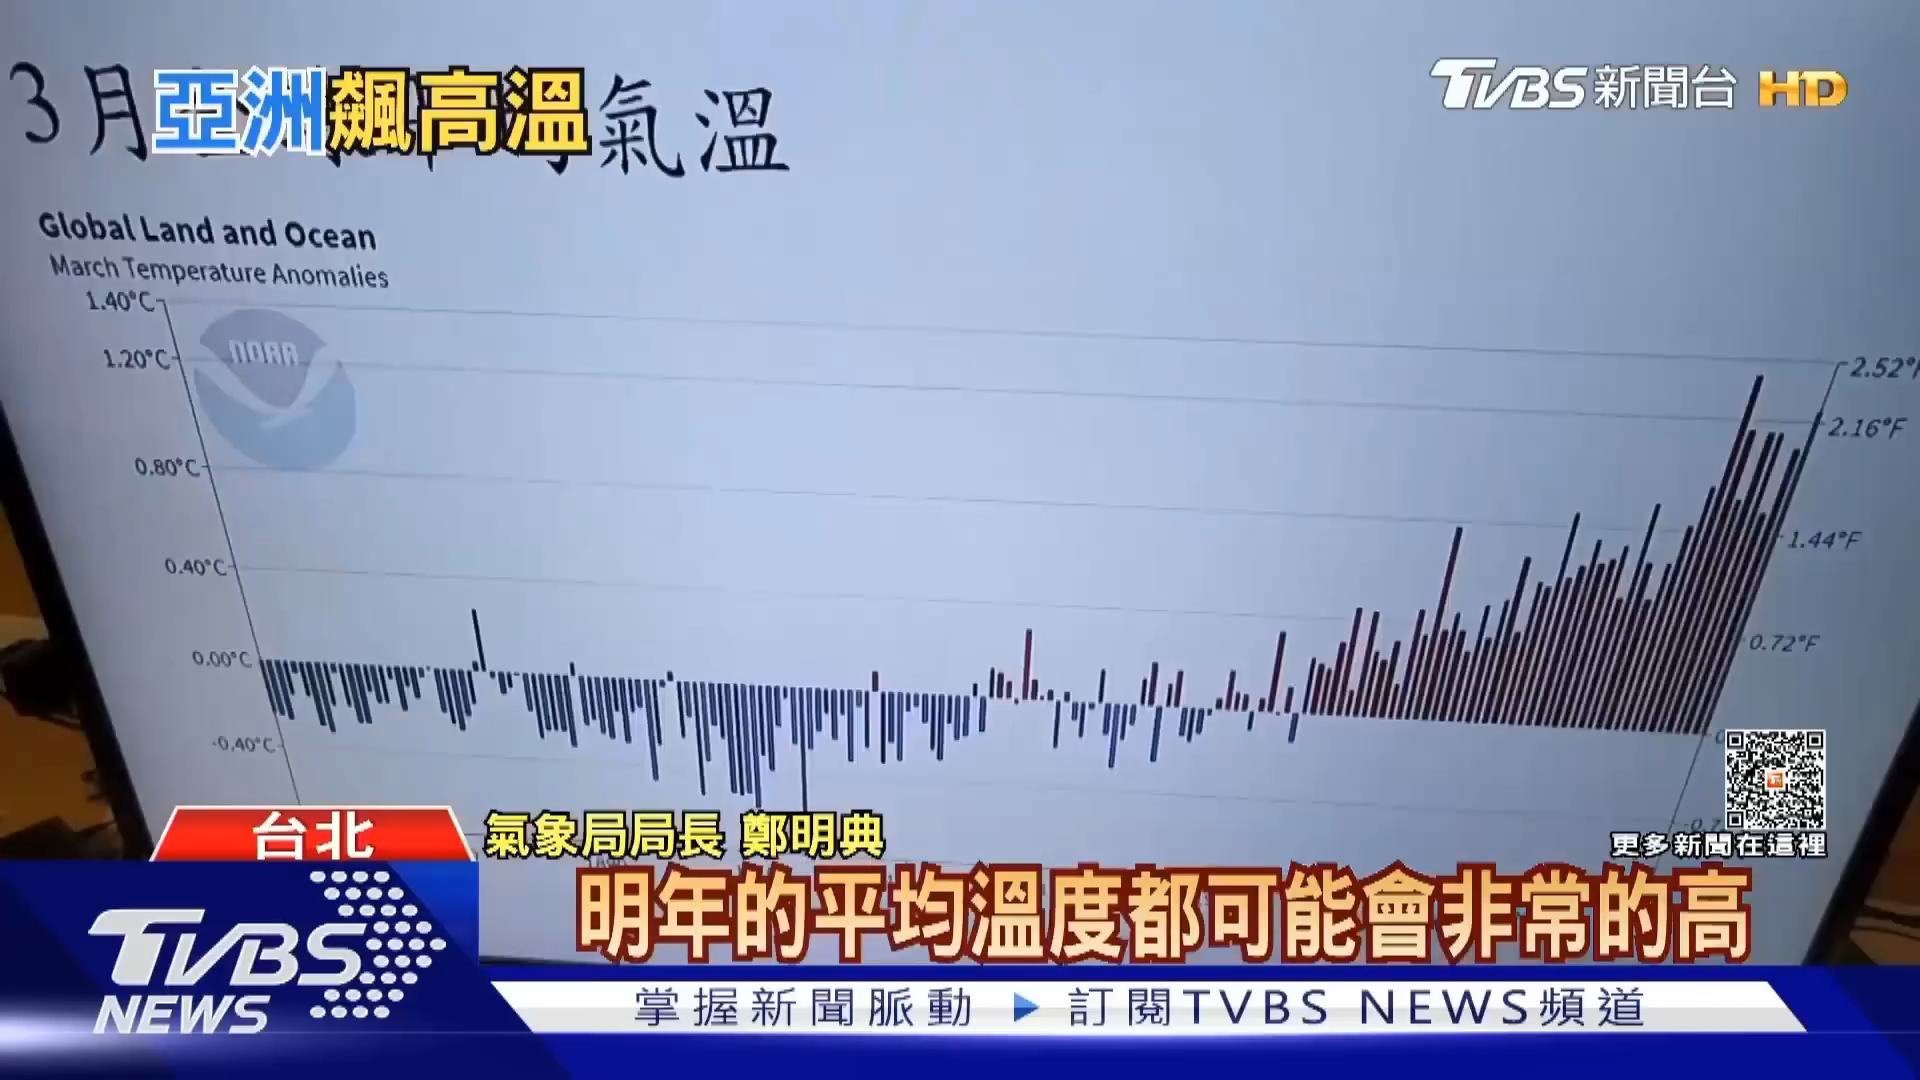 3月
亞洲飆高溫
氣溫
TVBS新聞台 HD
Global Land and Ocean
March Temperature Anomalies
1.40°C
1.20°C
0.80°C
0.40°C
0.00°C
-0.40°C
NOAA
2.16°F
1.44°F
0.72°F
更多新聞在這裡
台北
氣象局局長 鄭明典
明年的平均溫度都可能會非常的高
TVBS
NEWS
掌握新聞脈動 ▶ 訂閱TVBS NEWS頻道